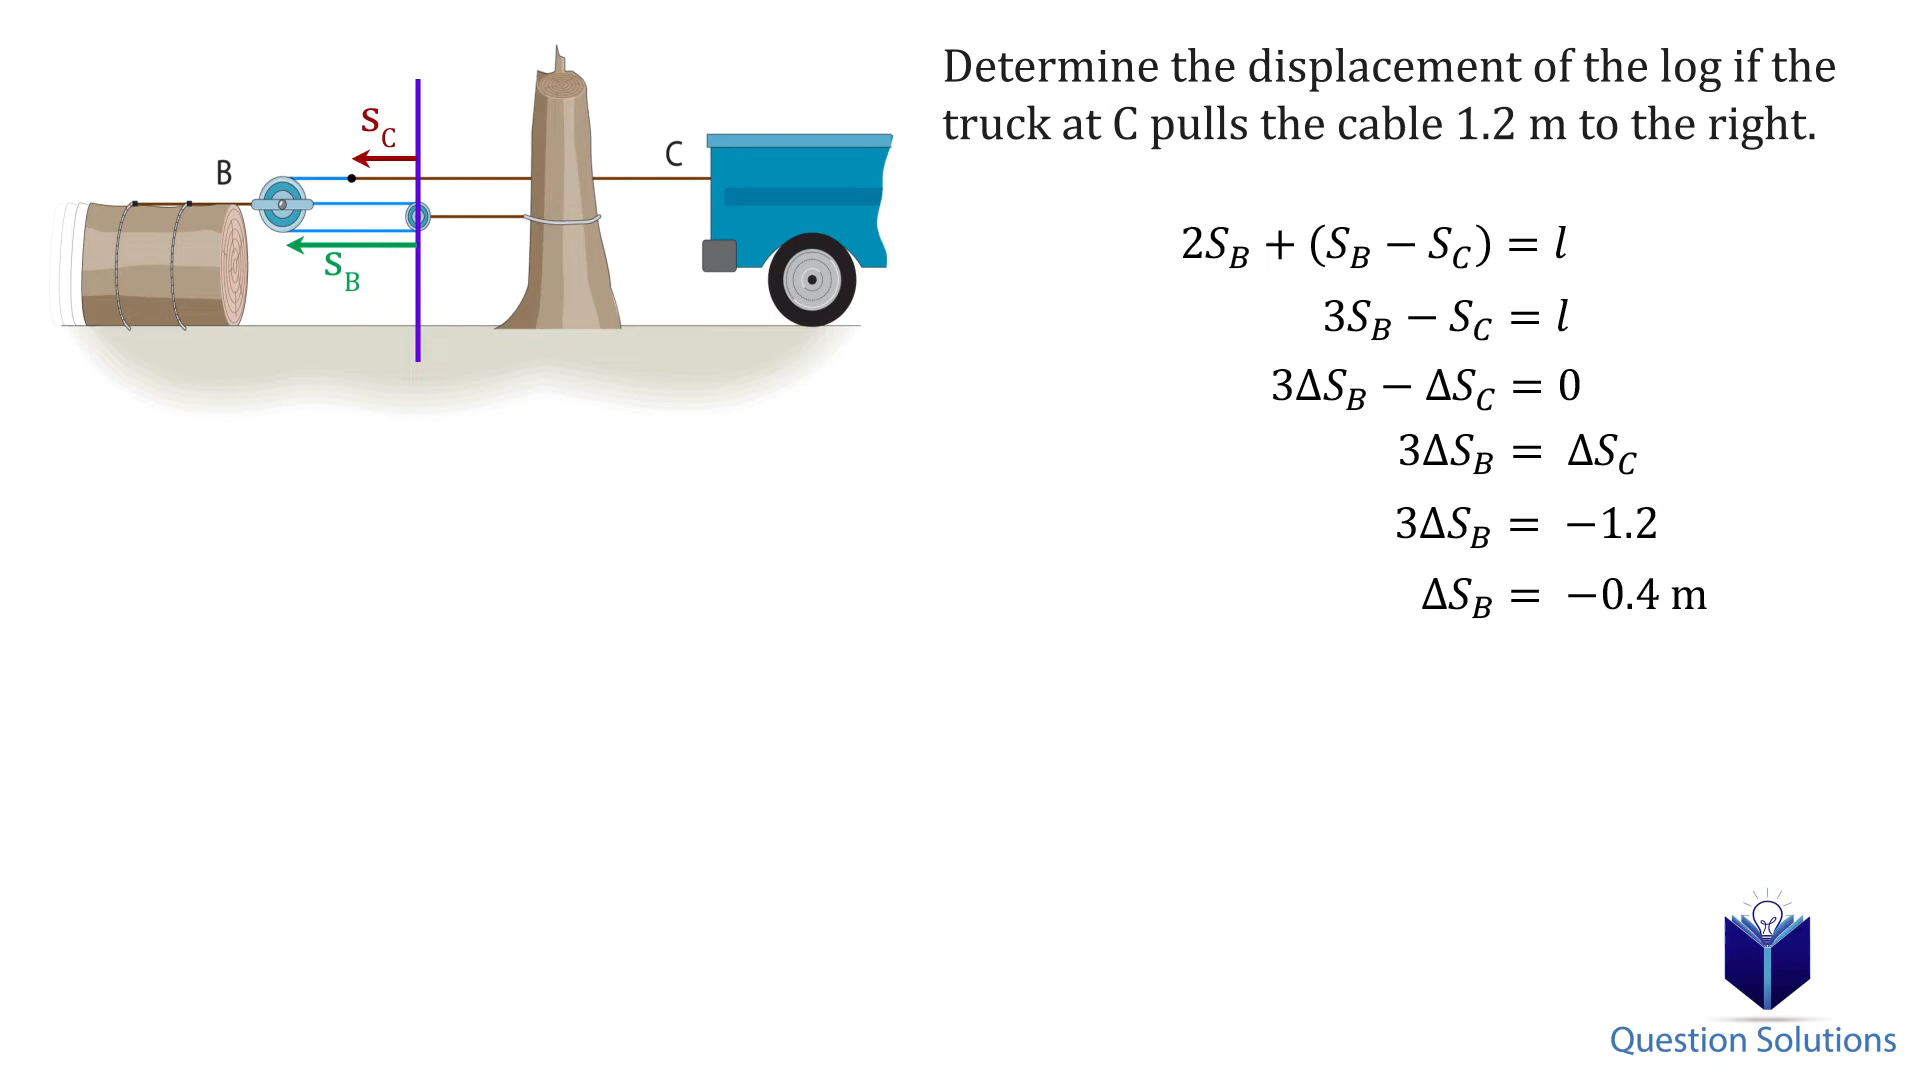 Determine the displacement of the log if the
truck at C pulls the cable 1.2 m to the right.
S_C
B
C
S_B
2S_B + (S_B − S_C) = l
3S_B − S_C = l
3ΔS_B − ΔS_C = 0
3ΔS_B = ΔS_C
3ΔS_B = −1.2
ΔS_B = −0.4 m
Question Solutions